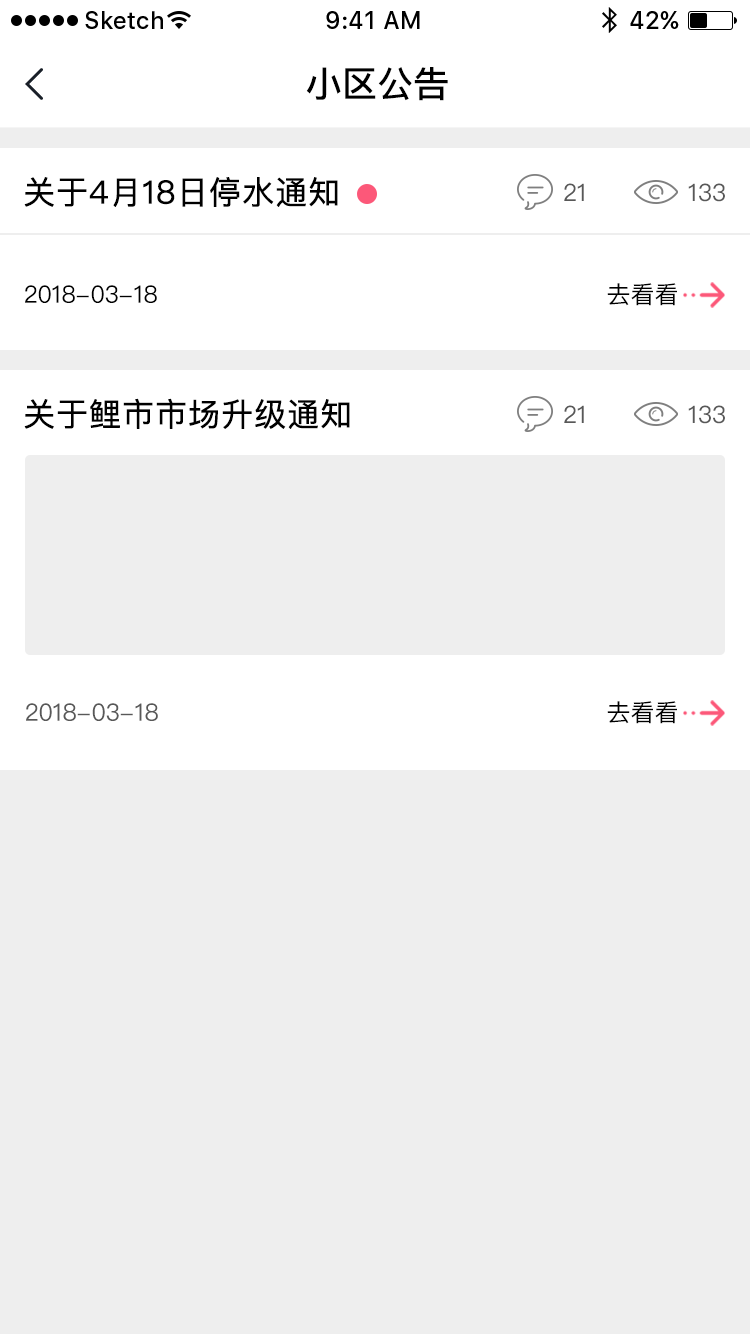 Sketch 9:41 AM 42%
小区公告
关于4月18日停水通知 21 133
2018-03-18 去看看
关于鲤市市场升级通知 21 133
2018-03-18 去看看